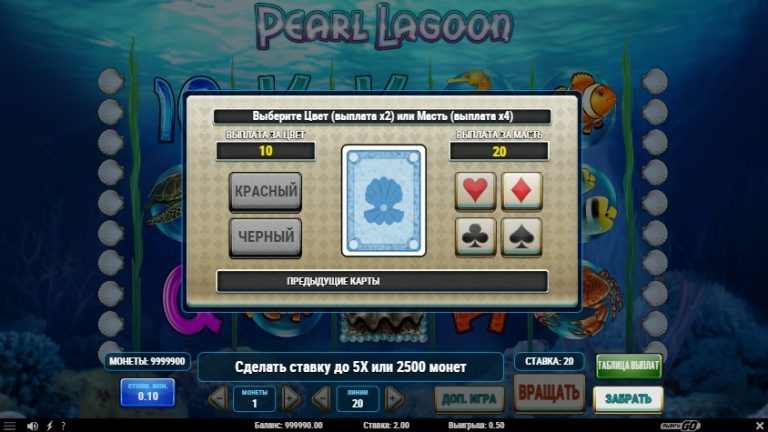 PEARL LAGOON
Выберите Цвет (выплата x2) или Масть (выплата x4)
ВЫПЛАТА ЗА ЦВЕТ
ВЫПЛАТА ЗА МАСТЬ
10
20
КРАСНЫЙ
ЧЕРНЫЙ
ПРЕДЫДУЩИЕ КАРТЫ
МОНЕТЫ: 9999900
Сделать ставку до 5X или 2500 монет
СТАВКА: 20
ТАБЛИЦА ВЫПЛАТ
СТОИМ. МОН.
0.10
МОНЕТЫ
1
ЛИНИИ
20
ДОП. ИГРА
ВРАЩАТЬ
ЗАБРАТЬ
Баланс: 999990.00
Ставка: 2.00
Выигрыш: 0.50
PLAY'N GO